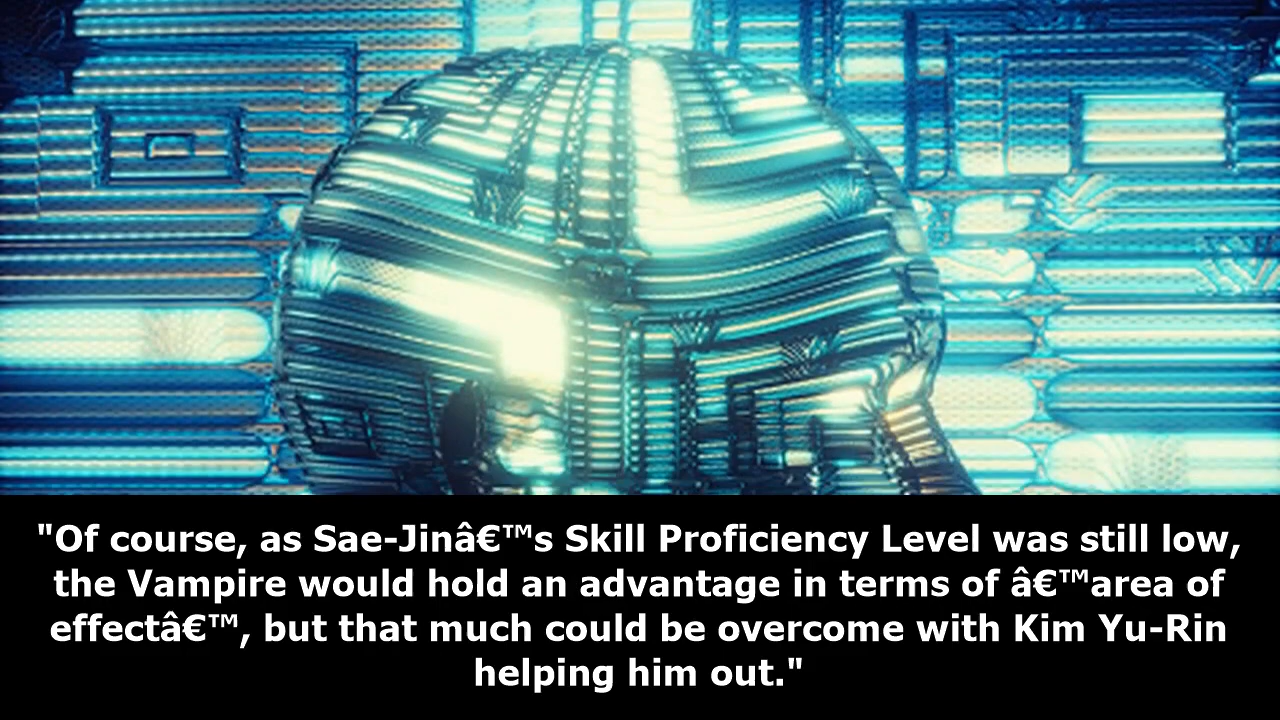 "Of course, as Sae-Jinâ€™s Skill Proficiency Level was still low,
the Vampire would hold an advantage in terms of â€™area of
effectâ€™, but that much could be overcome with Kim Yu-Rin
helping him out."